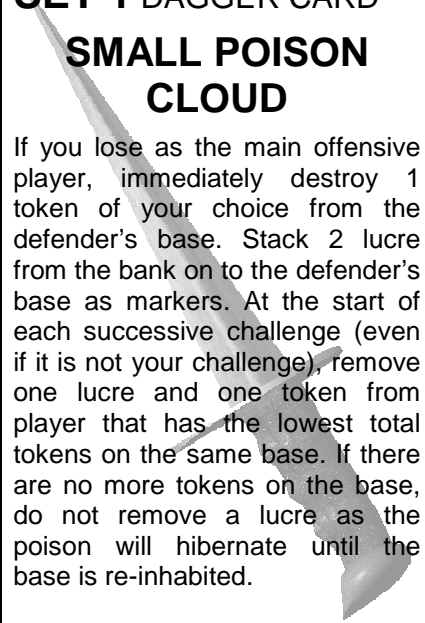 SET 1 DAGGER CARD
SMALL POISON
CLOUD
If you lose as the main offensive
player, immediately destroy 1
token of your choice from the
defender's base. Stack 2 lucre
from the bank on to the defender's
base as markers. At the start of
each successive challenge (even
if it is not your challenge), remove
one lucre and one token from
player that has the lowest total
tokens on the same base. If there
are no more tokens on the base,
do not remove a lucre as the
poison will hibernate until the
base is re-inhabited.